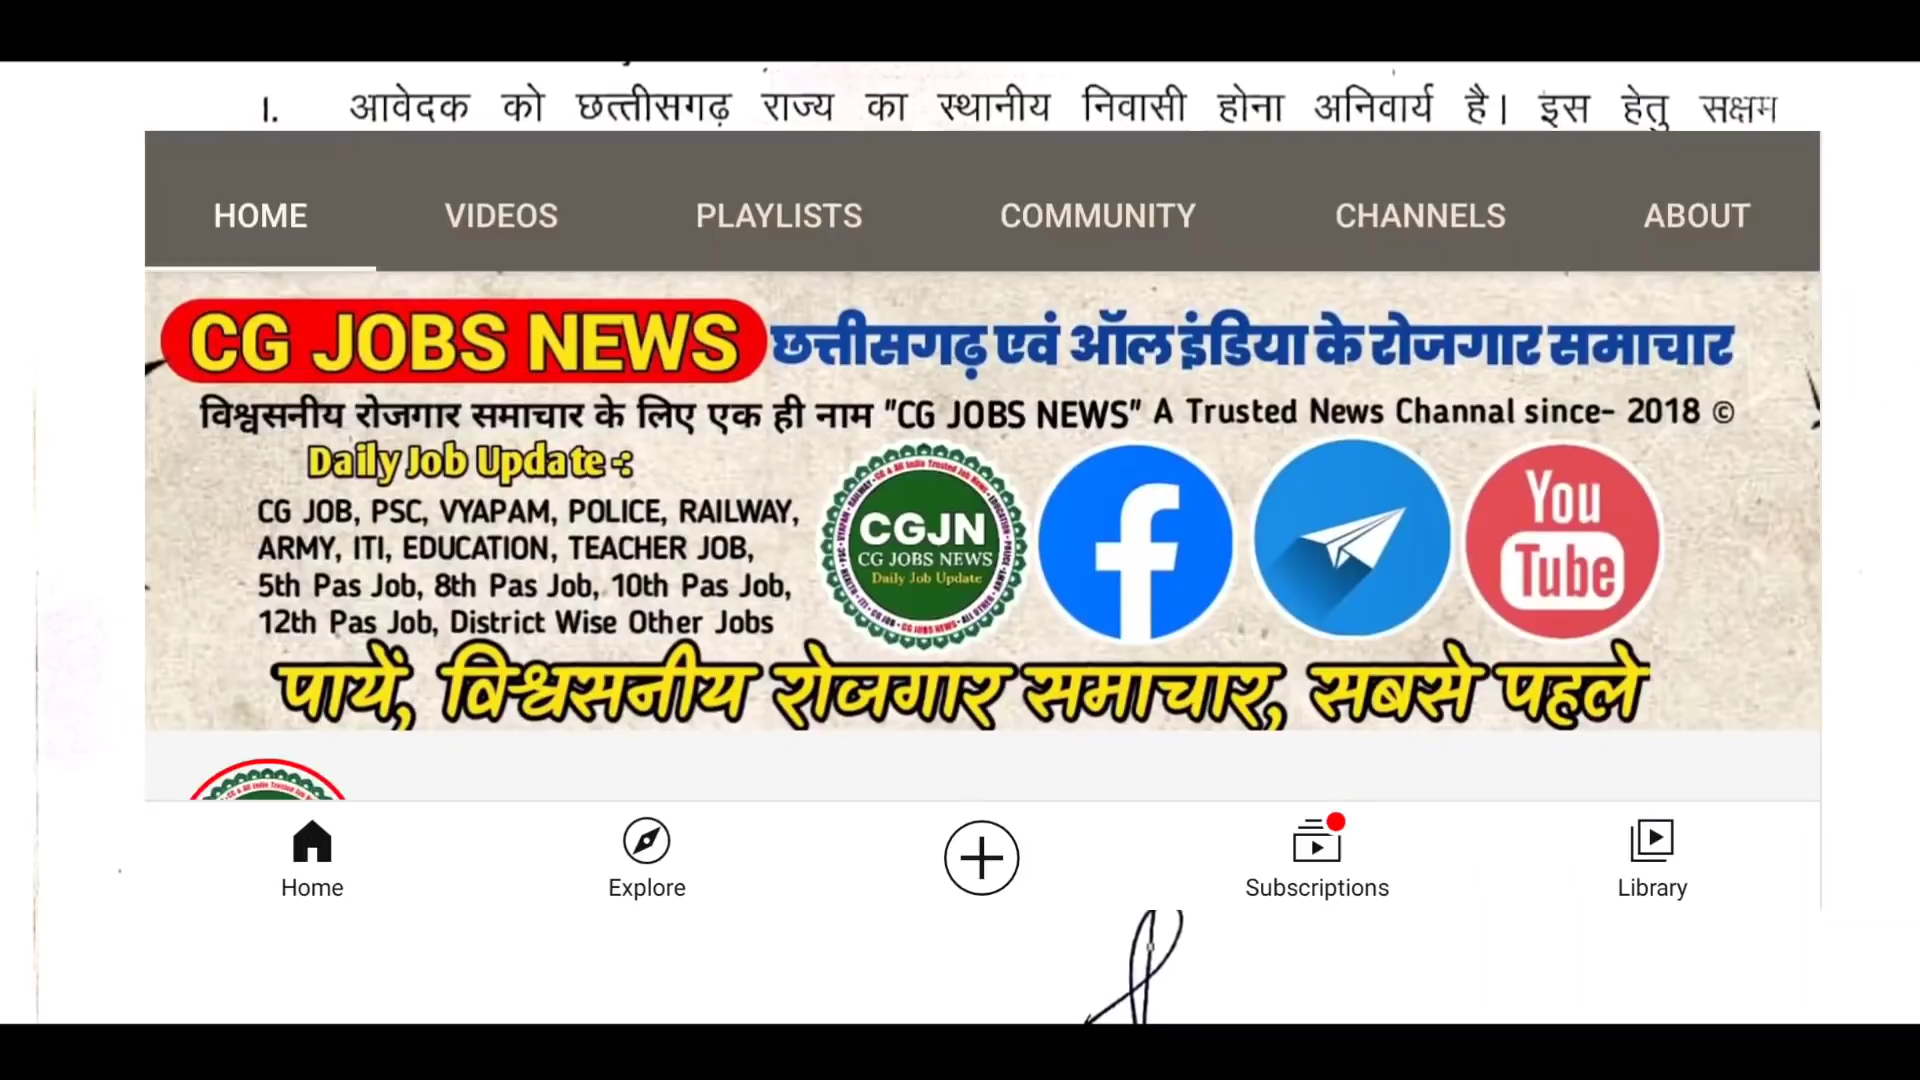 I. आवेदक को छत्तीसगढ़ राज्य का स्थानीय निवासी होना अनिवार्य है। इस हेतु सक्षम
HOME VIDEOS PLAYLISTS COMMUNITY CHANNELS ABOUT
CG JOBS NEWS छत्तीसगढ़ एवं ऑल इंडिया के रोजगार समाचार
विश्वसनीय रोजगार समाचार के लिए एक ही नाम "CG JOBS NEWS" A Trusted News Channal since- 2018 ©
Daily Job Update -:
CG JOB, PSC, VYAPAM, POLICE, RAILWAY,
ARMY, ITI, EDUCATION, TEACHER JOB,
5th Pas Job, 8th Pas Job, 10th Pas Job,
12th Pas Job, District Wise Other Jobs
CGJN
CG JOBS NEWS
Daily Job Update
You
Tube
पायें, विश्वसनीय रोजगार समाचार, सबसे पहले
Home Explore Subscriptions Library